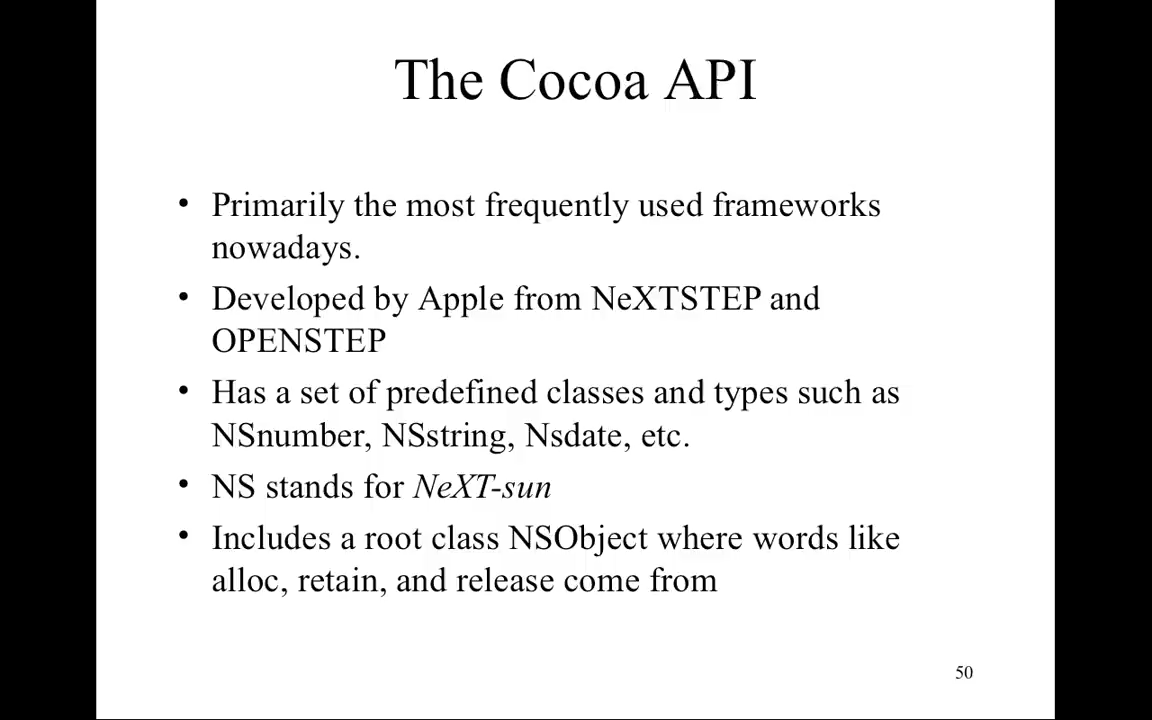 The Cocoa API
• Primarily the most frequently used frameworks
nowadays.
• Developed by Apple from NeXTSTEP and
OPENSTEP
• Has a set of predefined classes and types such as
NSnumber, NSstring, Nsdate, etc.
• NS stands for NeXT-sun
• Includes a root class NSObject where words like
alloc, retain, and release come from
50